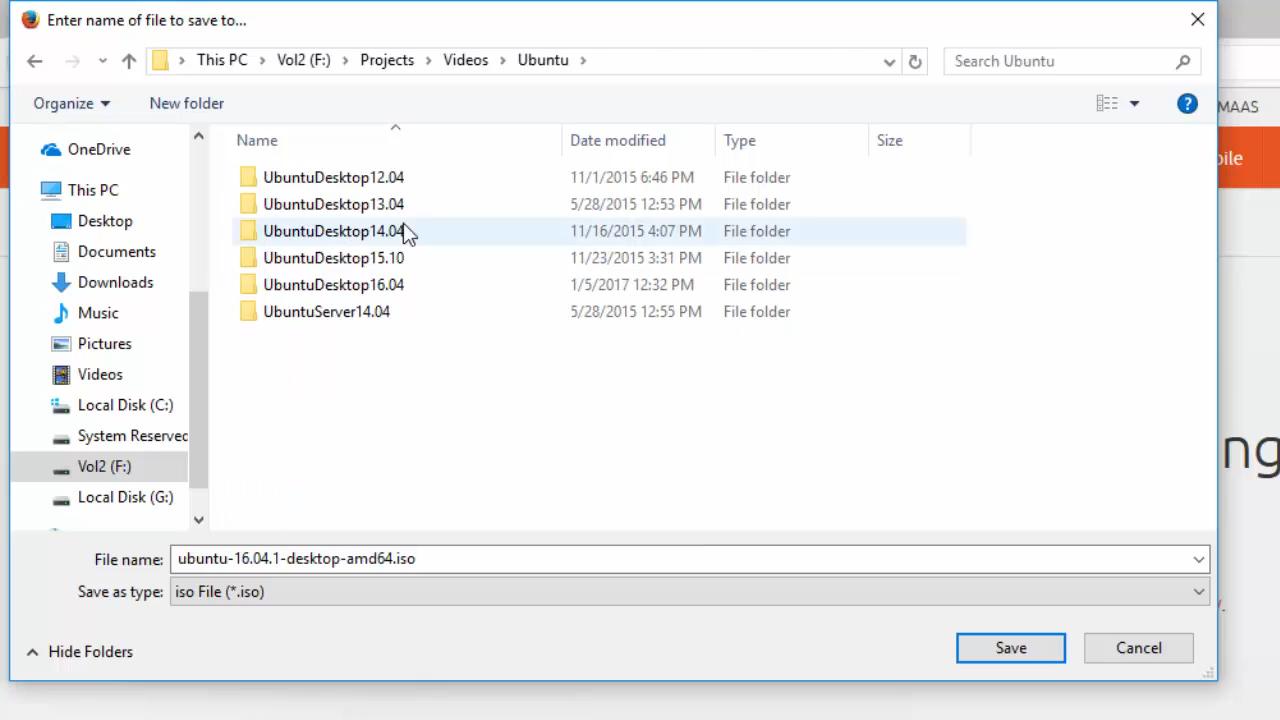 Enter name of file to save to...
This PC Vol2 (F:) Projects Videos Ubuntu
Search Ubuntu
Organize New folder
?
MAAS
Name Date modified Type Size
OneDrive
This PC
Desktop
Documents
Downloads
Music
Pictures
Videos
Local Disk (C:)
System Reserved
Vol2 (F:)
Local Disk (G:)
UbuntuDesktop12.04 11/1/2015 6:46 PM File folder
UbuntuDesktop13.04 5/28/2015 12:53 PM File folder
UbuntuDesktop14.04 11/16/2015 4:07 PM File folder
UbuntuDesktop15.10 11/23/2015 3:31 PM File folder
UbuntuDesktop16.04 1/5/2017 12:32 PM File folder
UbuntuServer14.04 5/28/2015 12:55 PM File folder
bile
ng
File name: ubuntu-16.04.1-desktop-amd64.iso
Save as type: iso File (*.iso)
Hide Folders
Save Cancel